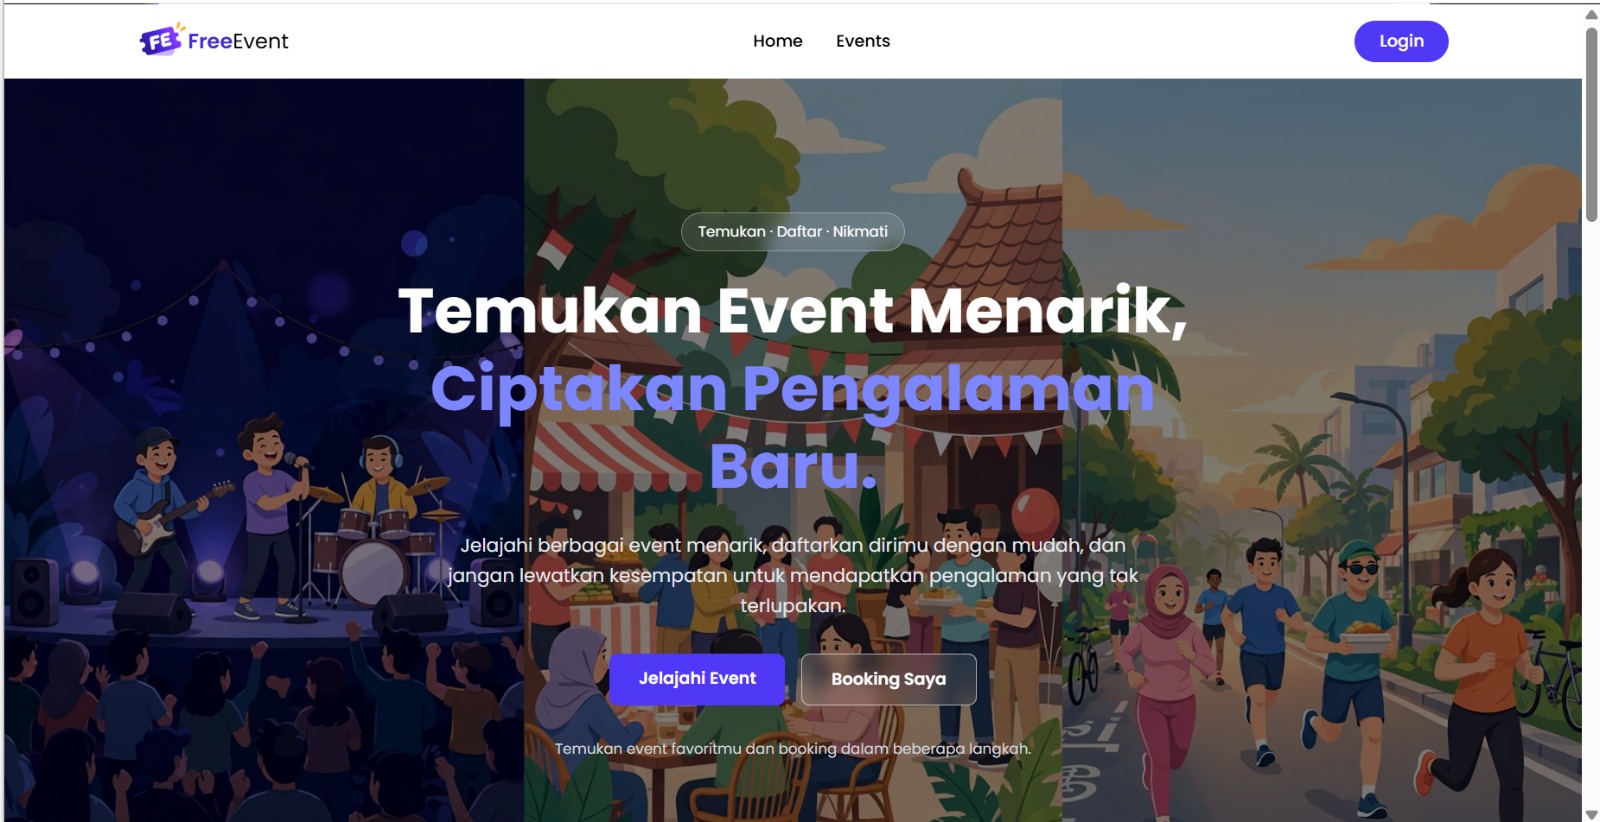 FE FreeEvent
Home
Events
Login
Temukan · Daftar · Nikmati
Temukan Event Menarik,
Ciptakan Pengalaman
Baru.
Jelajahi berbagai event menarik, daftarkan dirimu dengan mudah, dan
jangan lewatkan kesempatan untuk mendapatkan pengalaman yang tak
terlupakan.
Jelajahi Event
Booking Saya
Temukan event favoritmu dan booking dalam beberapa langkah.